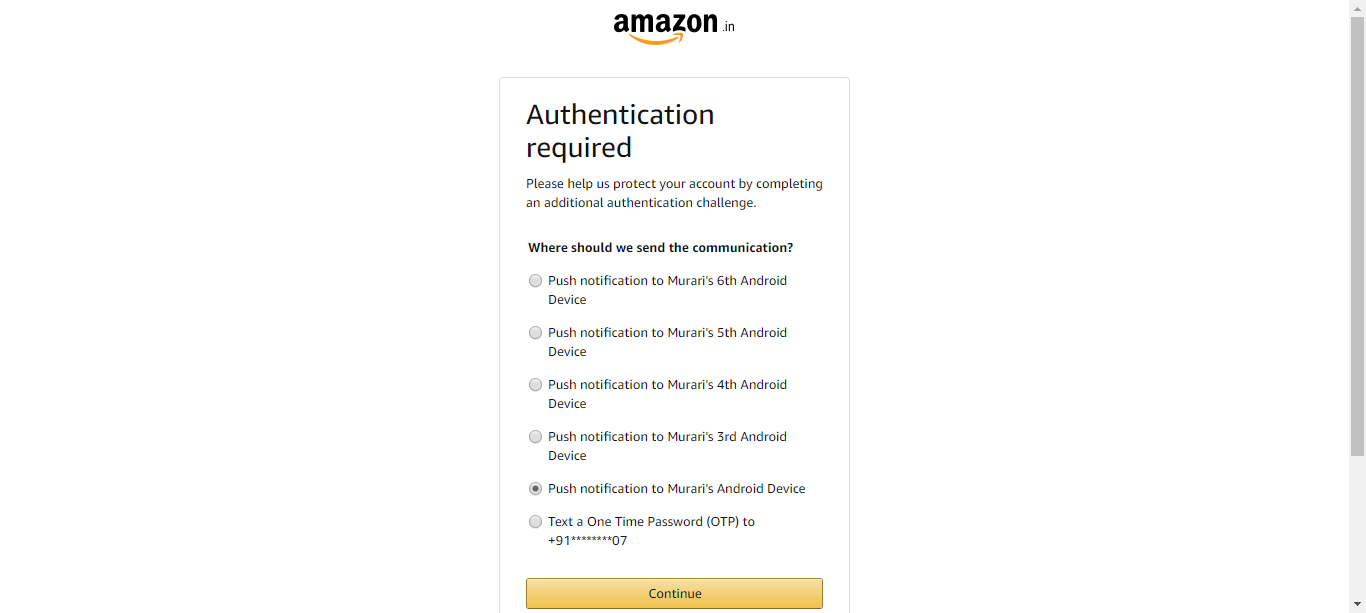 amazon.in
Authentication
required
Please help us protect your account by completing
an additional authentication challenge.
Where should we send the communication?
Push notification to Murari's 6th Android
Device
Push notification to Murari's 5th Android
Device
Push notification to Murari's 4th Android
Device
Push notification to Murari's 3rd Android
Device
Push notification to Murari's Android Device
Text a One Time Password (OTP) to
+91********07
Continue